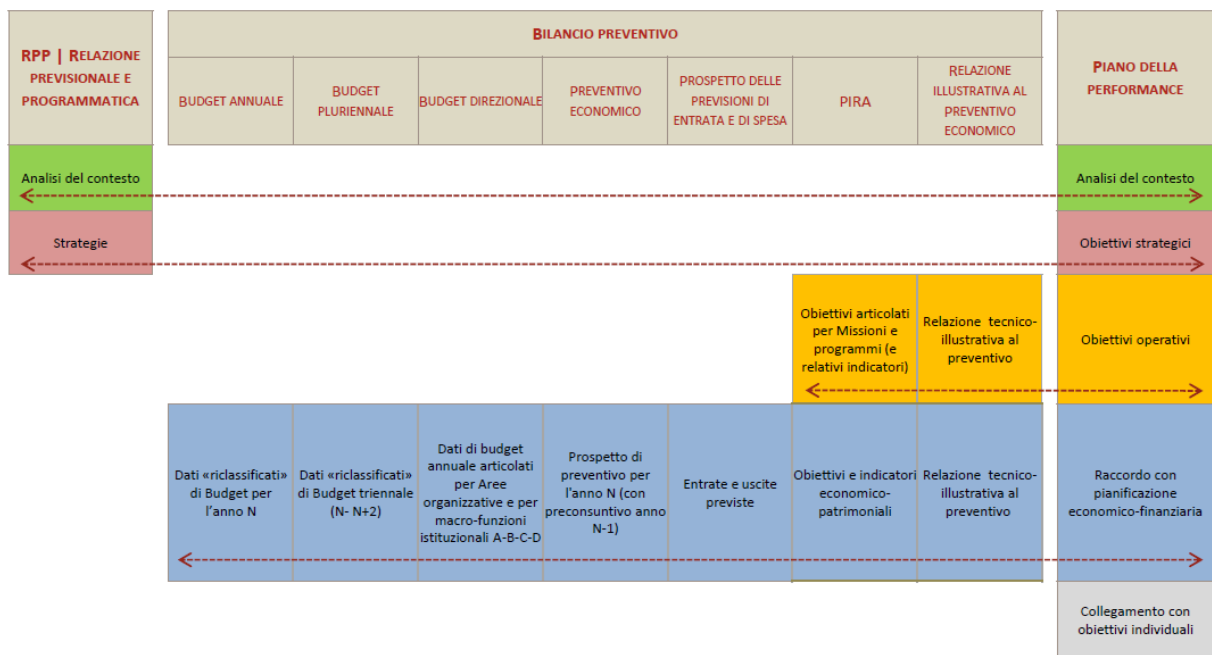 RPP | RELAZIONE
PREVISIONALE E
PROGRAMMATICA
BILANCIO PREVENTIVO
BUDGET ANNUALE
BUDGET
PLURIENNALE
BUDGET DIREZIONALE
PREVENTIVO
ECONOMICO
PROSPETTO DELLE
PREVISIONI DI
ENTRATA E DI SPESA
PIRA
RELAZIONE
ILLUSTRATIVA AL
PREVENTIVO
ECONOMICO
PIANO DELLA
PERFORMANCE
Analisi del contesto
Analisi del contesto
Strategie
Obiettivi strategici
Obiettivi articolati
per Missioni e
programmi (e
relativi indicatori)
Relazione tecnico-
illustrativa al
preventivo
Obiettivi operativi
Dati «riclassificati»
di Budget per
l'anno N
Dati «riclassificati»
di Budget triennale
(N- N+2)
Dati di budget
annuale articolati
per Aree
organizzative e per
macro-funzioni
istituzionali A-B-C-D
Prospetto di
preventivo per
l'anno N (con
preconsuntivo anno
N-1)
Entrate e uscite
previste
Obiettivi e indicatori
economico-
patrimoniali
Relazione tecnico-
illustrativa al
preventivo
Raccordo con
pianificazione
economico-finanziaria
Collegamento con
obiettivi individuali